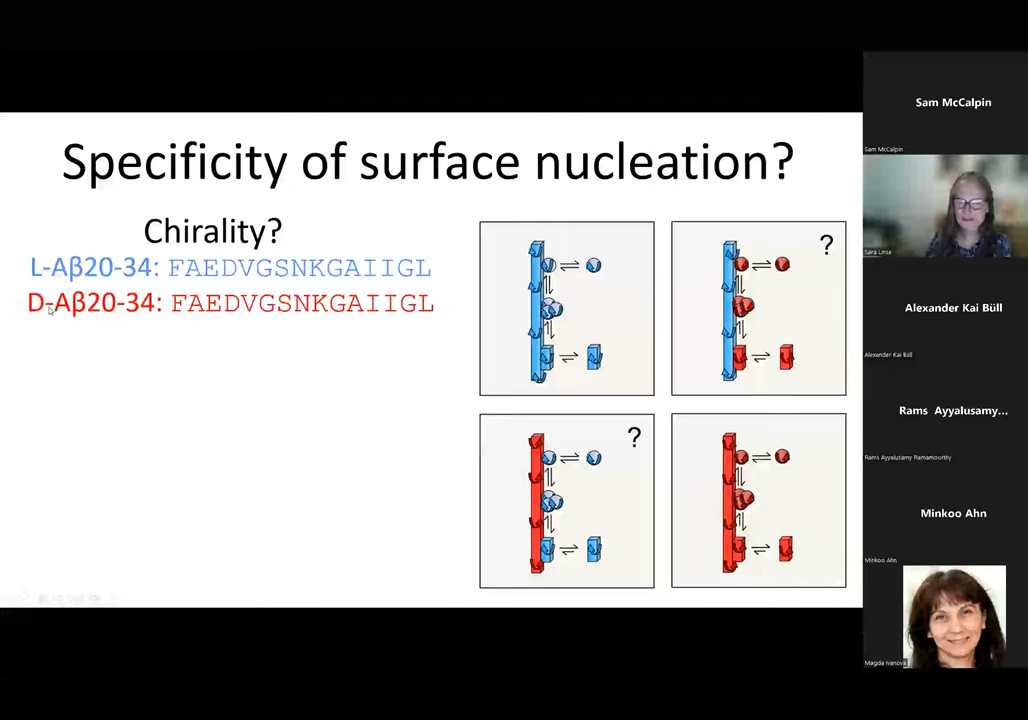 Specificity of surface nucleation?
Chirality?
L-Aβ20-34: FAEDVGSNKGAIIGL
D-Aβ20-34: FAEDVGSNKGAIIGL
?
?
Sam McCalpin
Sam McCalpin
Sara Linse
Alexander Kai Büll
Alexander Kai Büll
Rams Ayyalusamy...
Rams Ayyalusamy Ramamoorthy
Minkoo Ahn
Minkoo Ahn
Magda Ivanova